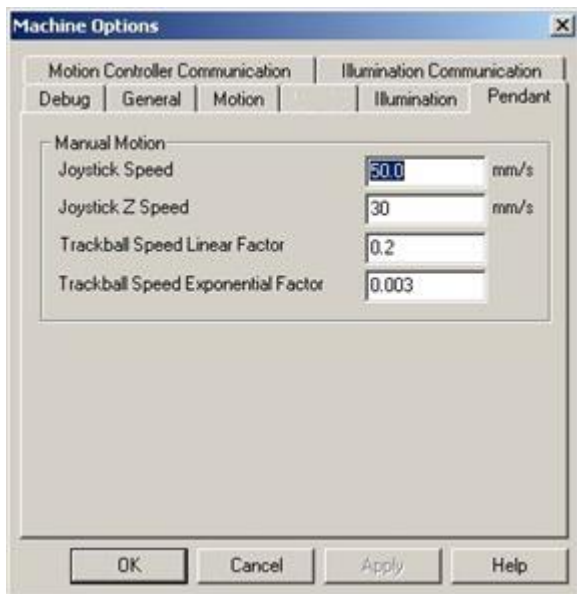 Machine Options
Motion Controller Communication Illumination Communication
Debug General Motion Illumination Pendant
Manual Motion
Joystick Speed 50.0 mm/s
Joystick Z Speed 30 mm/s
Trackball Speed Linear Factor 0.2
Trackball Speed Exponential Factor 0.003
OK Cancel Apply Help